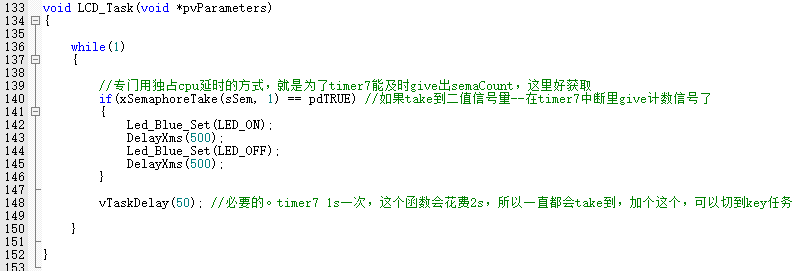 133 void LCD_Task(void *pvParameters)
134 {
135
136 while(1)
137 {
138
139 //专门用独占cpu延时的方式，就是为了timer7能及时give出semaCount，这里好获取
140 if(xSemaphoreTake(sSem, 1) == pdTRUE) //如果take到二值信号量--在timer7中断里give计数信号了
141 {
142 Led_Blue_Set(LED_ON);
143 DelayXms(500);
144 Led_Blue_Set(LED_OFF);
145 DelayXms(500);
146 }
147
148 vTaskDelay(50); //必要的。timer7 1s一次，这个函数会花费2s，所以一直都会take到，加个这个，可以切到key任务
149
150 }
151
152 }
153